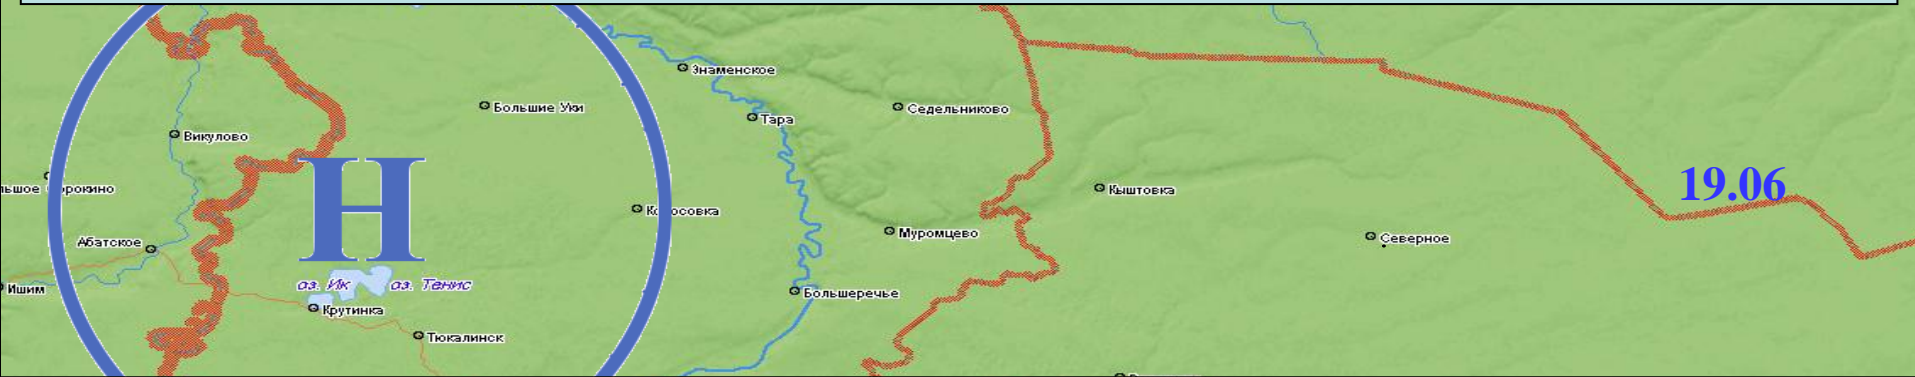 Знаменское
Большие Уки
Седельниково
Тара
Викулово
19.06
Н
Кыштовка
Колосовка
Муромцево
Северное
Абатское
оз. Ик
оз. Тенис
Ишим
Большеречье
Крутинка
Тюкалинск